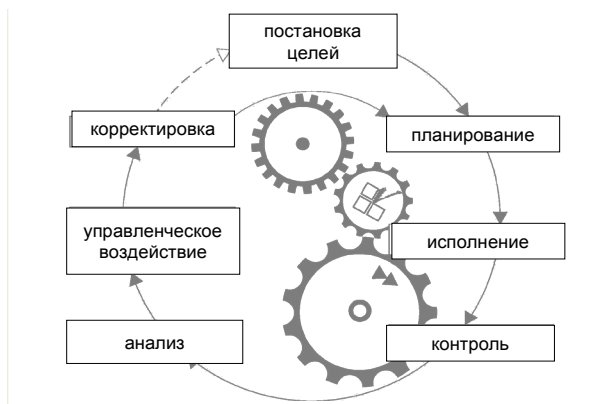 постановка
целей
корректировка
планирование
управленческое
воздействие
исполнение
анализ
контроль